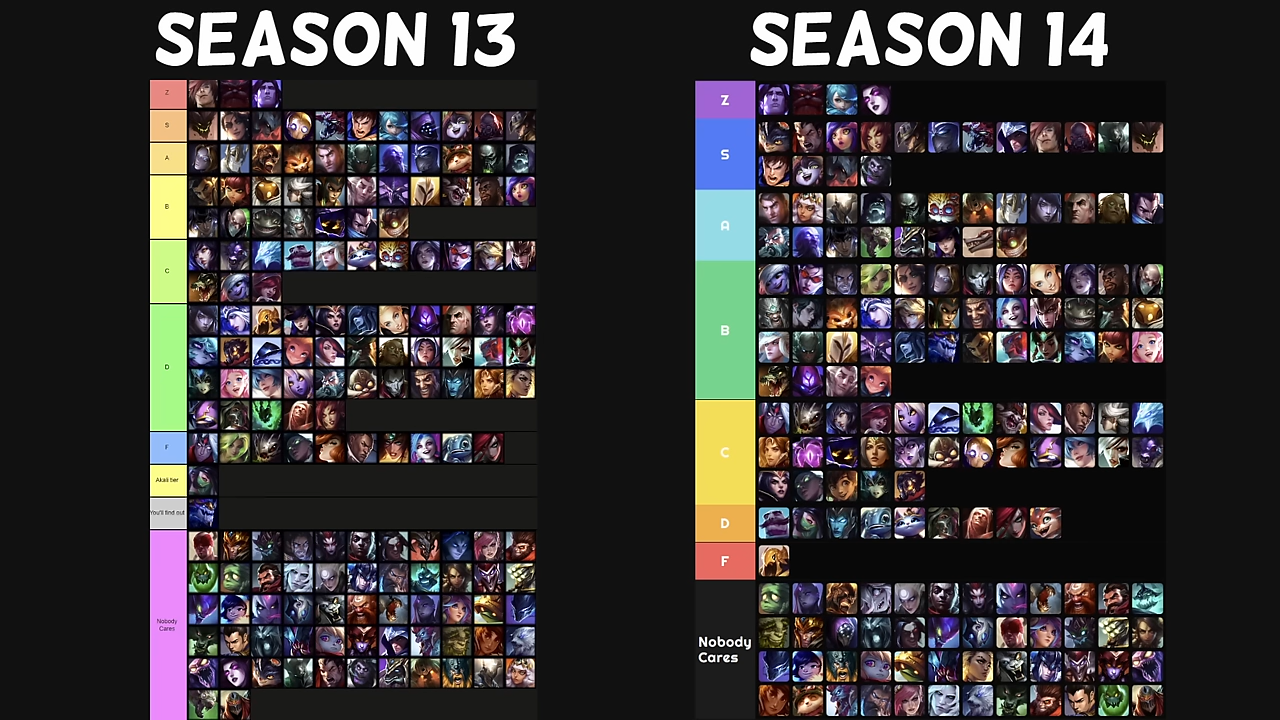 SEASON 13
Z
S
A
B
C
D
F
Akali tier
You'll find out
Nobody
Cares
SEASON 14
Z
S
A
B
C
D
F
Nobody
Cares